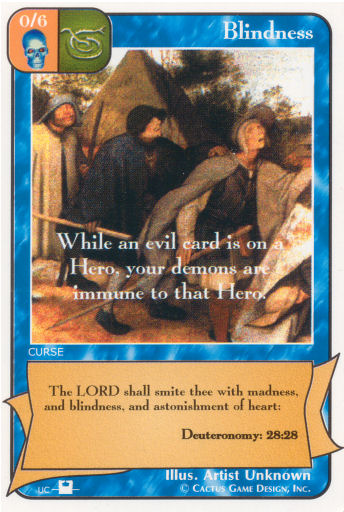 0/6
Blindness
While an evil card is on a
Hero, your demons are
immune to that Hero.
CURSE
The LORD shall smite thee with madness,
and blindness, and astonishment of heart:
Deuteronomy: 28:28
Illus. Artist Unknown
UC
© CACTUS GAME DESIGN, INC.